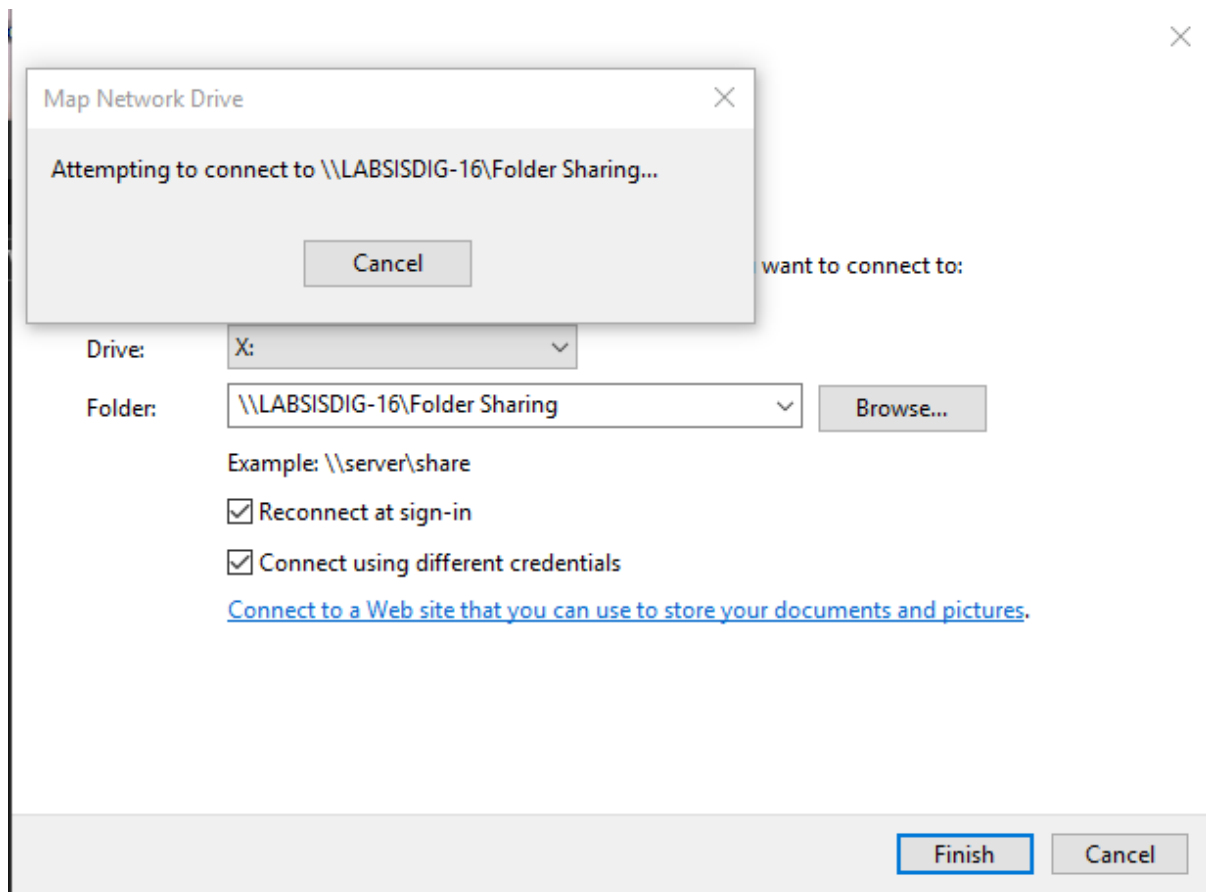 Map Network Drive
Attempting to connect to \\LABSISDIG-16\Folder Sharing...
Cancel
want to connect to:
Drive: X:
Folder: \\LABSISDIG-16\Folder Sharing Browse...
Example: \\server\share
Reconnect at sign-in
Connect using different credentials
Connect to a Web site that you can use to store your documents and pictures.
Finish Cancel